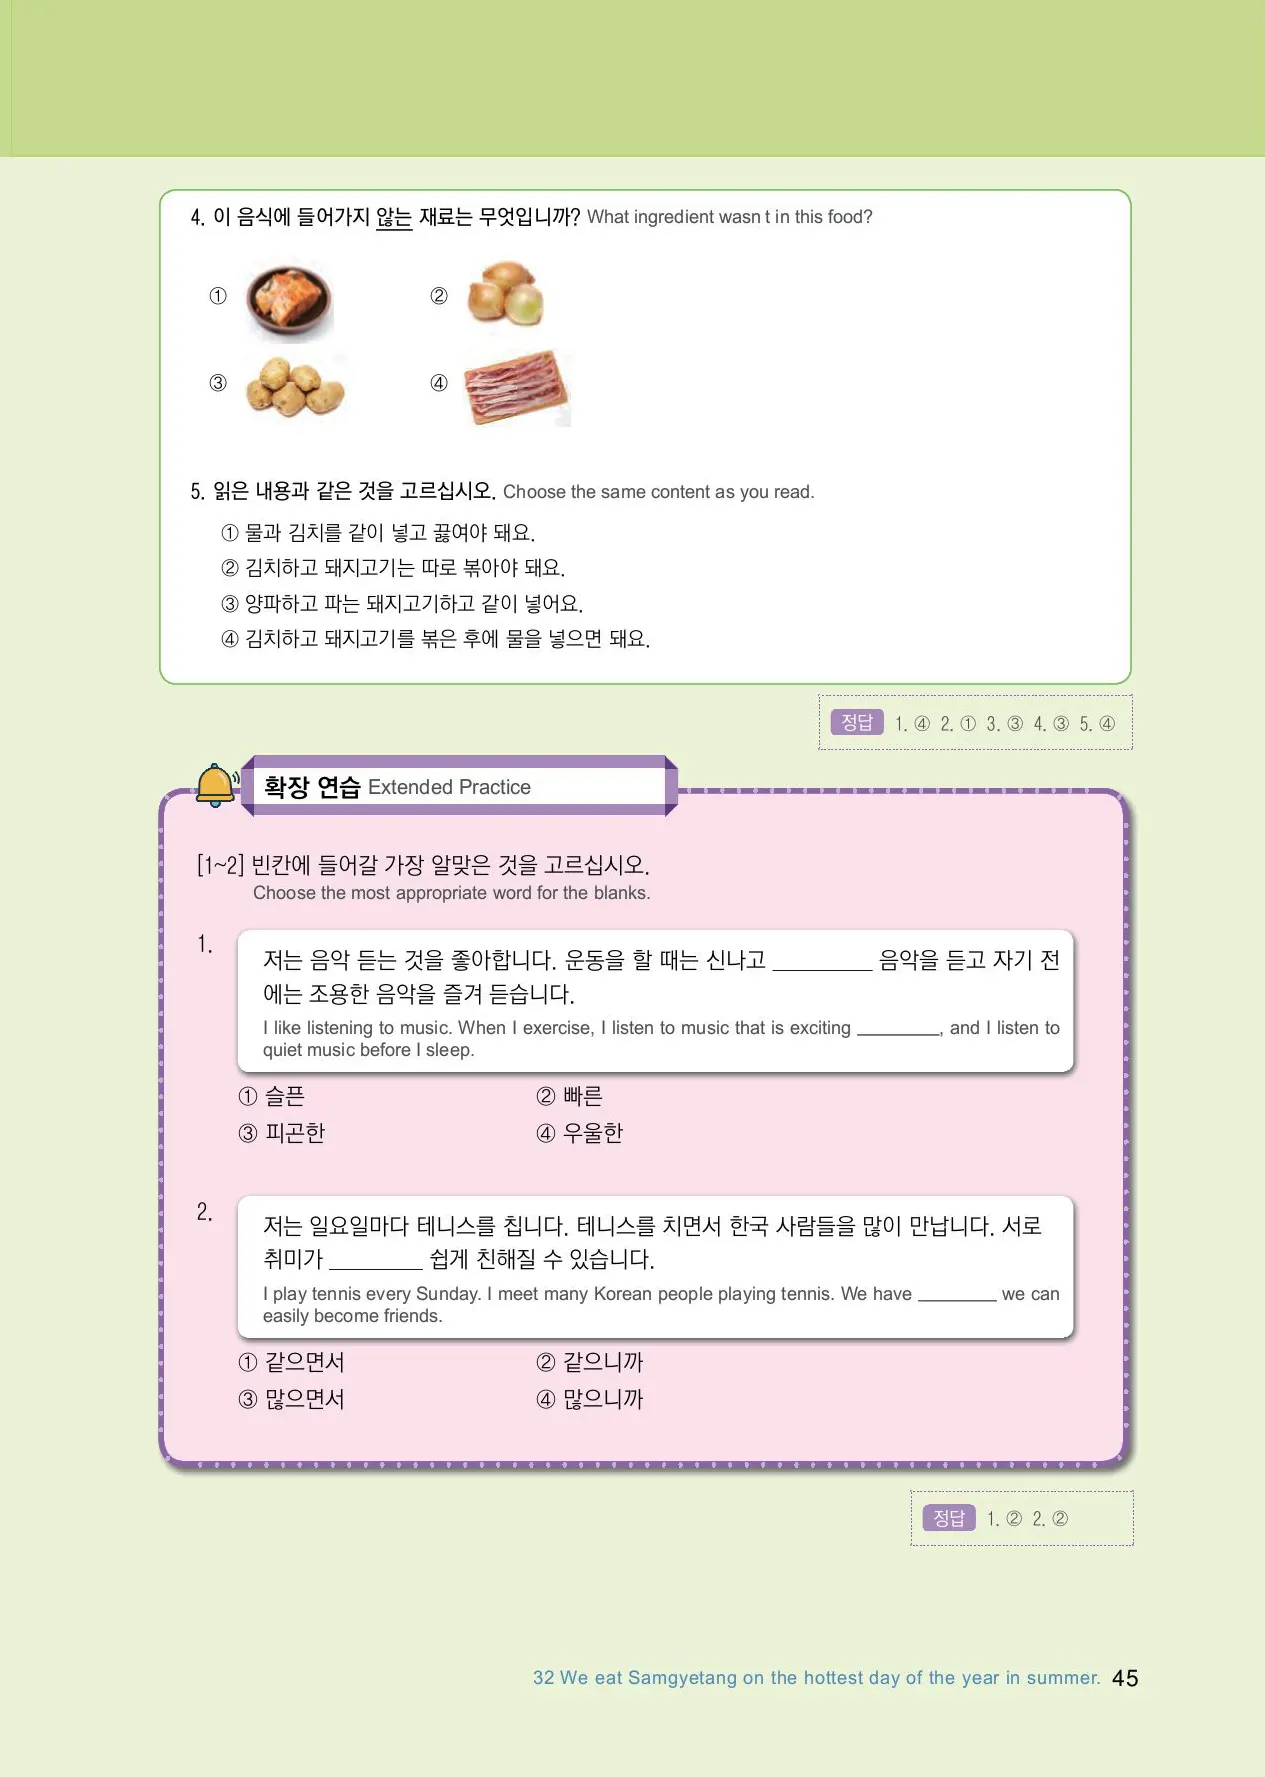 4. 이 음식에 들어가지 않는 재료는 무엇입니까? What ingredient wasn t in this food?
① ②
③ ④
5. 읽은 내용과 같은 것을 고르십시오. Choose the same content as you read.
① 물과 김치를 같이 넣고 끓여야 돼요.
② 김치하고 돼지고기는 따로 볶아야 돼요.
③ 양파하고 파는 돼지고기하고 같이 넣어요.
④ 김치하고 돼지고기를 볶은 후에 물을 넣으면 돼요.
정답 1. ④ 2. ① 3. ③ 4. ③ 5. ④
확장 연습 Extended Practice
[1~2] 빈칸에 들어갈 가장 알맞은 것을 고르십시오.
Choose the most appropriate word for the blanks.
1.
저는 음악 듣는 것을 좋아합니다. 운동을 할 때는 신나고 ________ 음악을 듣고 자기 전
에는 조용한 음악을 즐겨 듣습니다.
I like listening to music. When I exercise, I listen to music that is exciting ________, and I listen to
quiet music before I sleep.
① 슬픈 ② 빠른
③ 피곤한 ④ 우울한
2.
저는 일요일마다 테니스를 칩니다. 테니스를 치면서 한국 사람들을 많이 만납니다. 서로
취미가 ________ 쉽게 친해질 수 있습니다.
I play tennis every Sunday. I meet many Korean people playing tennis. We have ________ we can
easily become friends.
① 같으면서 ② 같으니까
③ 많으면서 ④ 많으니까
정답 1. ② 2. ②
32 We eat Samgyetang on the hottest day of the year in summer. 45